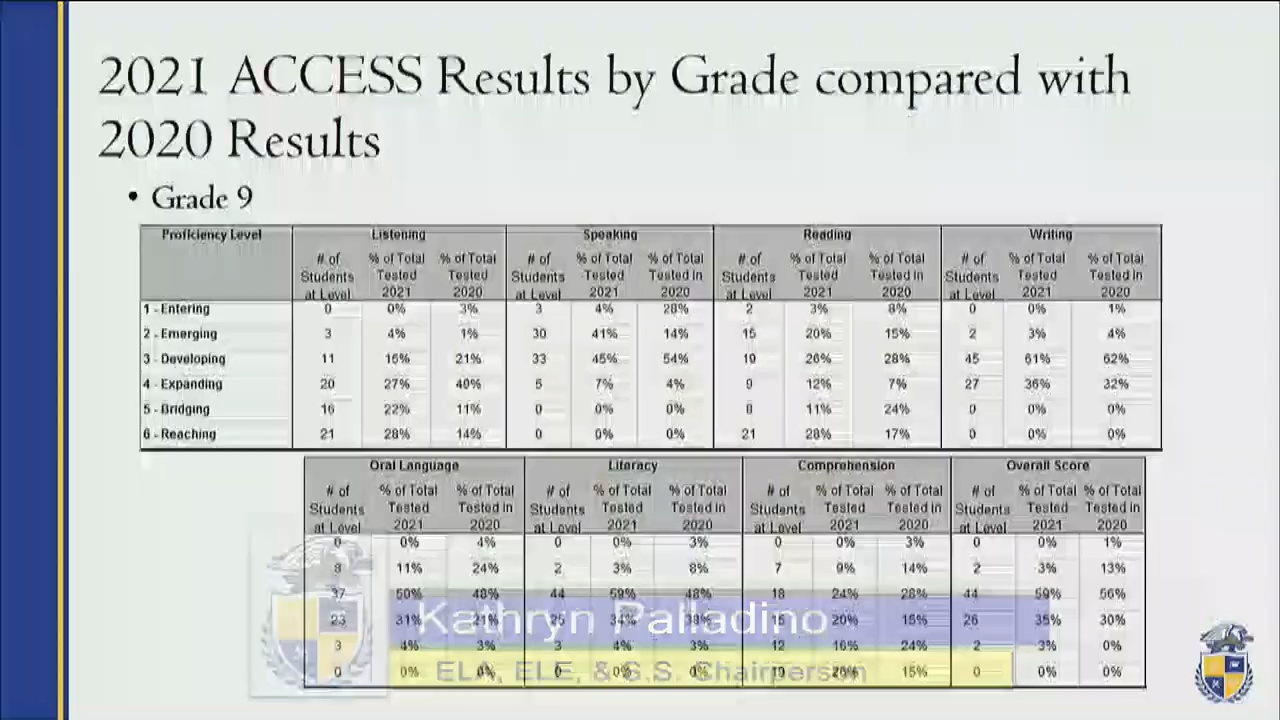 2021 ACCESS Results by Grade compared with
2020 Results
• Grade 9
Proficiency Level Listening Speaking Reading Writing
# of Students at Level % of Total Tested 2021 % of Total Tested in 2020 # of Students at Level % of Total Tested 2021 % of Total Tested in 2020 # of Students at Level % of Total Tested 2021 % of Total Tested in 2020 # of Students at Level % of Total Tested 2021 % of Total Tested in 2020
1 - Entering 0 0% 3% 3 4% 28% 2 3% 8% 0 0% 1%
2 - Emerging 3 4% 1% 30 41% 14% 15 20% 15% 2 3% 4%
3 - Developing 11 15% 21% 33 45% 54% 19 26% 28% 45 61% 62%
4 - Expanding 20 27% 40% 5 7% 4% 9 12% 7% 27 36% 32%
5 - Bridging 16 22% 11% 0 0% 0% 8 11% 24% 0 0% 0%
6 - Reaching 21 28% 14% 0 0% 0% 21 28% 17% 0 0% 0%
Oral Language Literacy Comprehension Overall Score
# of Students at Level % of Total Tested 2021 % of Total Tested in 2020 # of Students at Level % of Total Tested 2021 % of Total Tested in 2020 # of Students at Level % of Total Tested 2021 % of Total Tested in 2020 # of Students at Level % of Total Tested 2021 % of Total Tested in 2020
0 0% 4% 0 0% 3% 0 0% 3% 0 0% 1%
8 11% 24% 2 3% 8% 7 9% 14% 2 3% 13%
37 50% 48% 44 59% 48% 18 24% 28% 44 59% 56%
23 31% 21% 25 34% 38% 15 20% 15% 26 35% 30%
Kathryn Palladino
3 4% 3% 3 4% 3% 12 16% 24% 2 3% 0%
0 0% 0% 0 0% 0% 19 26% 15% 0 0% 0%
ELA, ELE, & S.S. Chairperson